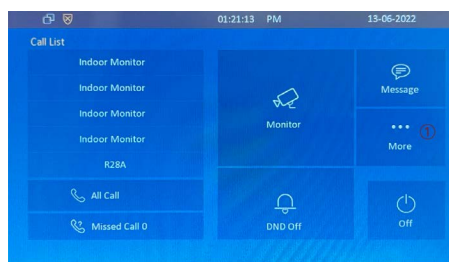 01:21:13 PM 13-06-2022
Call List
Indoor Monitor
Indoor Monitor
Indoor Monitor
Indoor Monitor
R28A
All Call
Missed Call 0
Monitor
DND Off
Message
①
More
Off